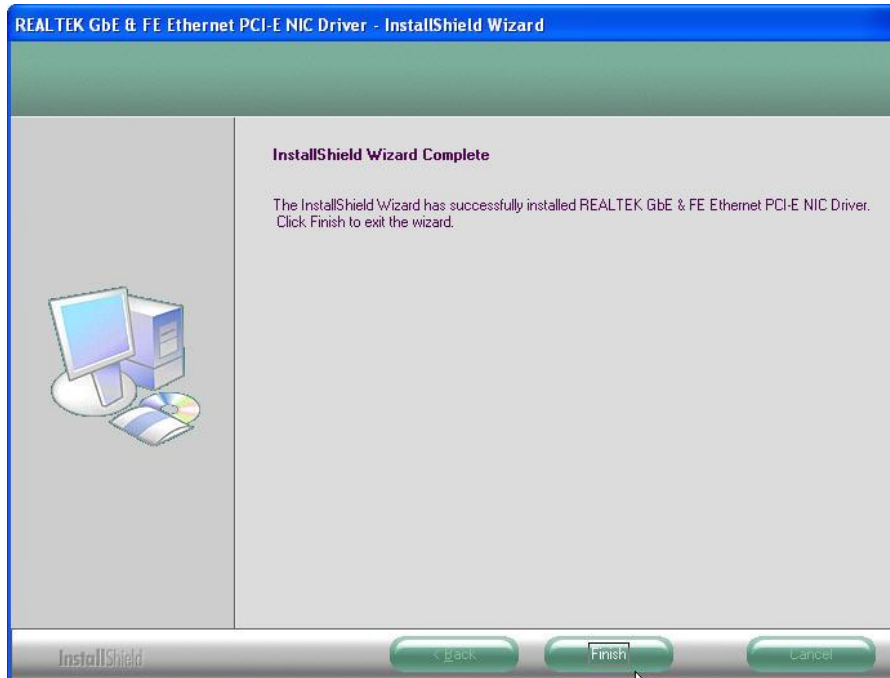 REALTEK GbE & FE Ethernet PCI-E NIC Driver - InstallShield Wizard
InstallShield Wizard Complete
The InstallShield Wizard has successfully installed REALTEK GbE & FE Ethernet PCI-E NIC Driver.
Click Finish to exit the wizard.
InstallShield
< Back
Finish
Cancel